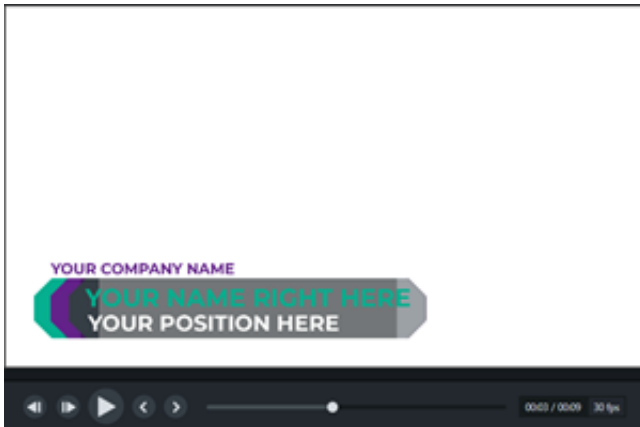 YOUR COMPANY NAME
YOUR NAME RIGHT HERE
YOUR POSITION HERE
00:03 / 00:09 30 fps